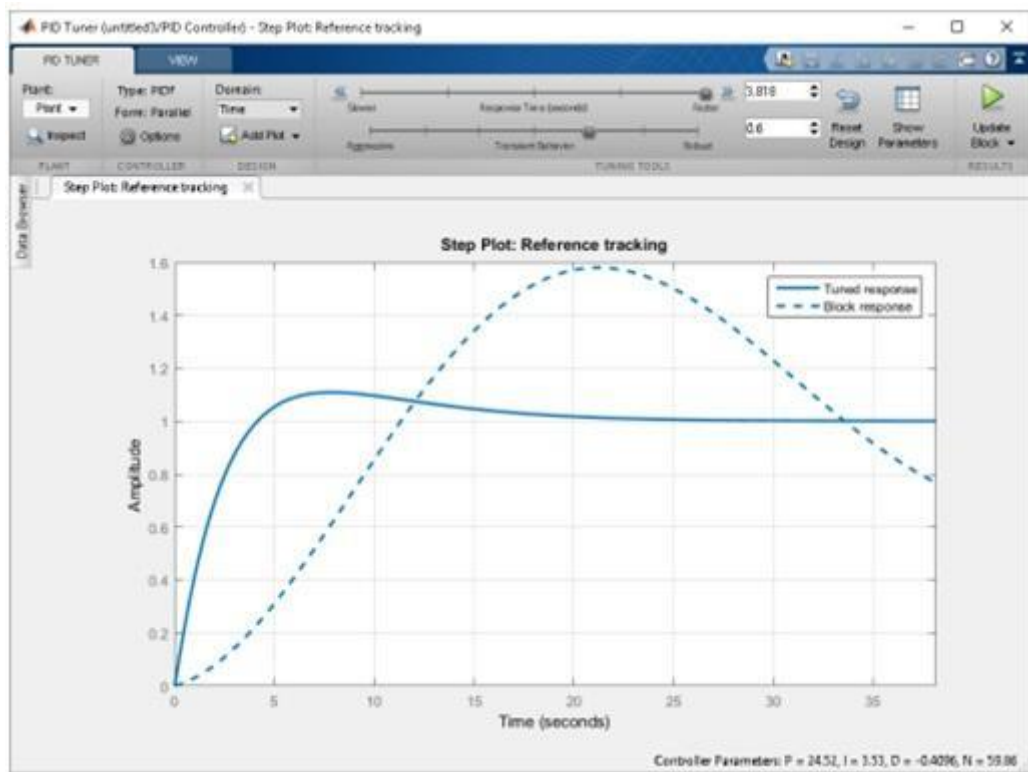 PID Tuner (untitled3/PID Controller) - Step Plot: Reference tracking
PID TUNER VIEW
Plant: Type: PIDF Domain: 3.818
Plant Form: Parallel Time Slower Response Time (seconds) Faster
Inspect Options Add Plot 0.6 Reset Design Show Parameters Update Block
Aggressive Transient Behavior Robust
PLANT CONTROLLER DESIGN TUNING TOOLS RESULTS
Data Browser
Step Plot: Reference tracking
Step Plot: Reference tracking
Tuned response
Block response
Amplitude
1.6
1.4
1.2
1
0.8
0.6
0.4
0.2
0
0 5 10 15 20 25 30 35
Time (seconds)
Controller Parameters: P = 24.52, I = 3.53, D = -0.4096, N = 59.86